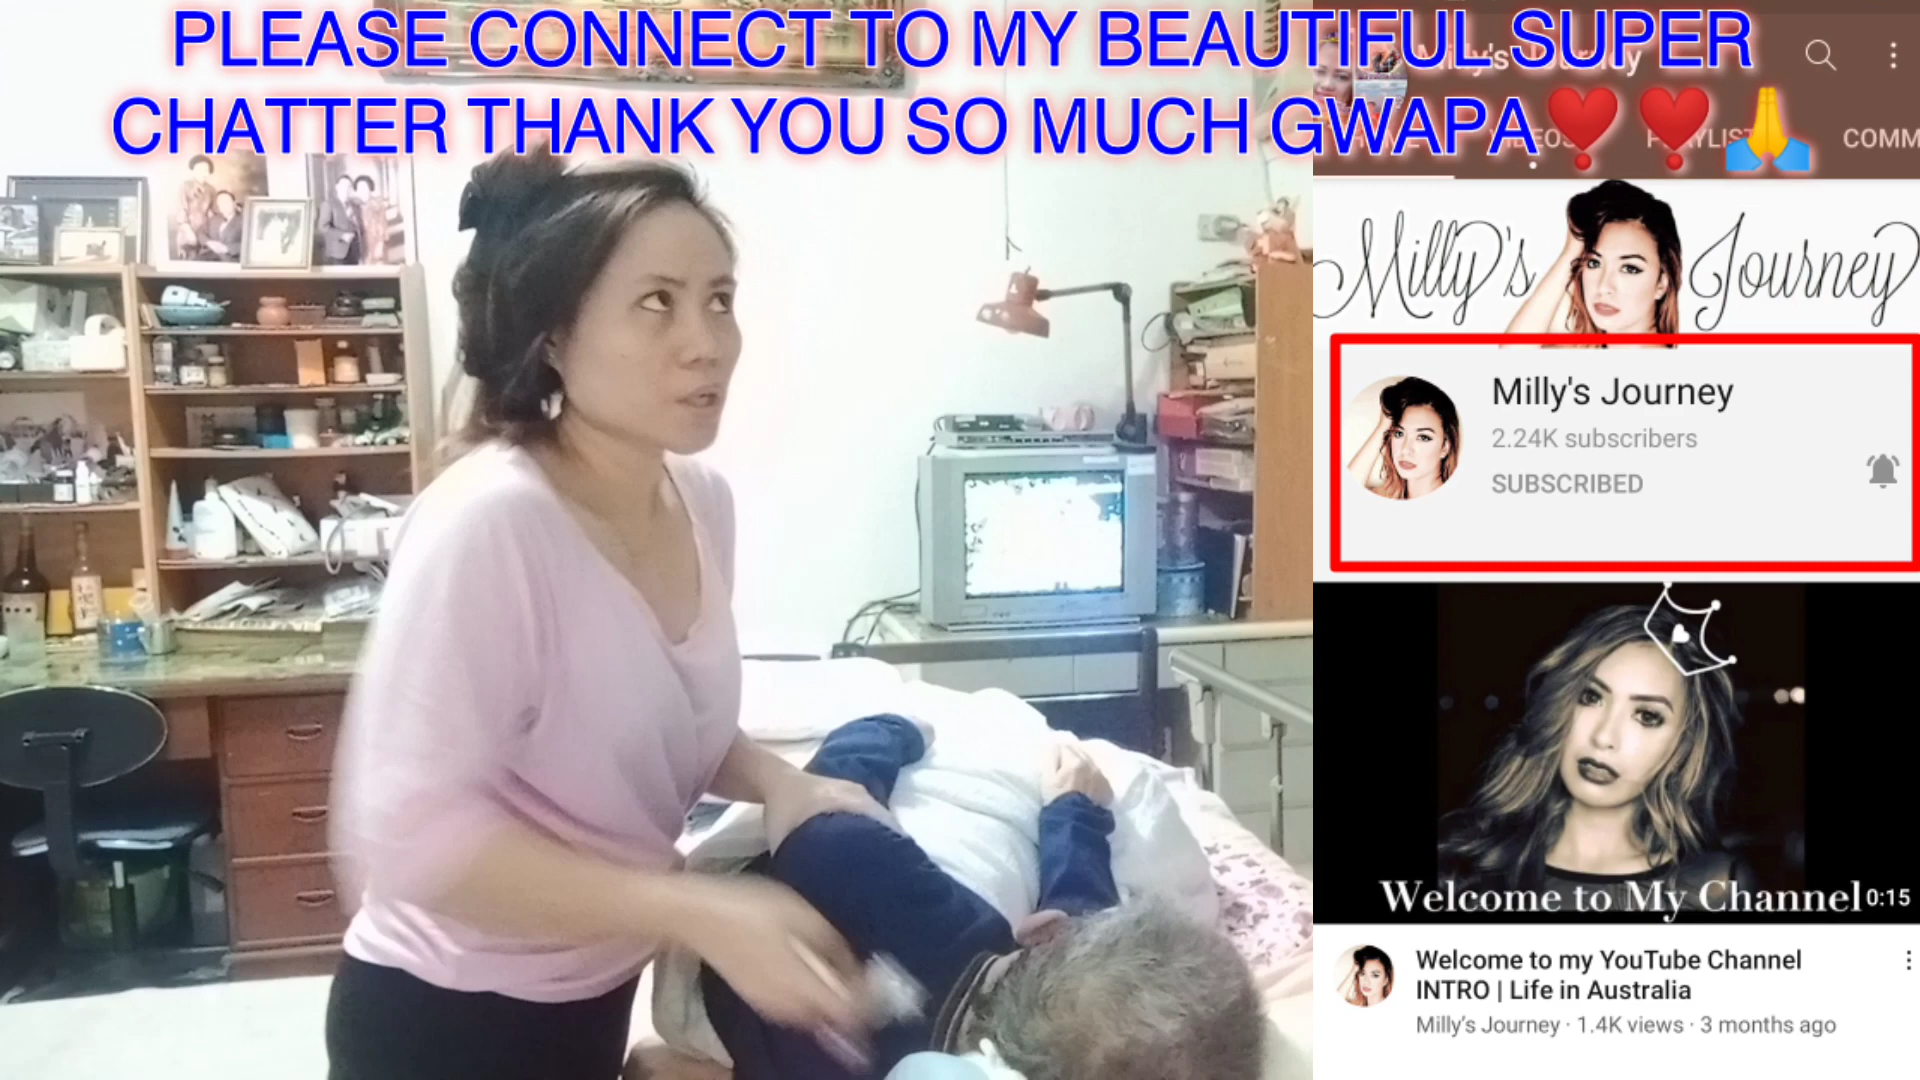 PLEASE CONNECT TO MY BEAUTIFUL SUPER
CHATTER THANK YOU SO MUCH GWAPA❣️❣️🙏
Milly's Journey
COMM
Milly's Journey
Milly's Journey
2.24K subscribers
SUBSCRIBED
Welcome to My Channel
0:15
Welcome to my YouTube Channel
INTRO | Life in Australia
Milly's Journey · 1.4K views · 3 months ago